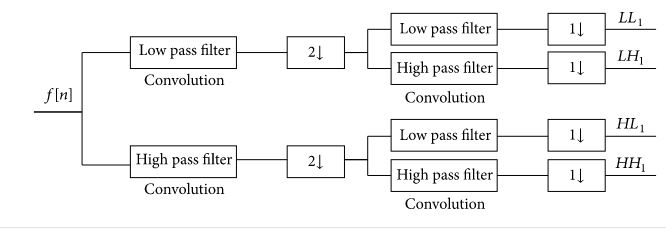 Low pass filter 1↓ LL1
Low pass filter 2↓
Convolution
High pass filter 1↓ LH1
Convolution
f[n]
Low pass filter 1↓ HL1
High pass filter 2↓
Convolution
High pass filter 1↓ HH1
Convolution